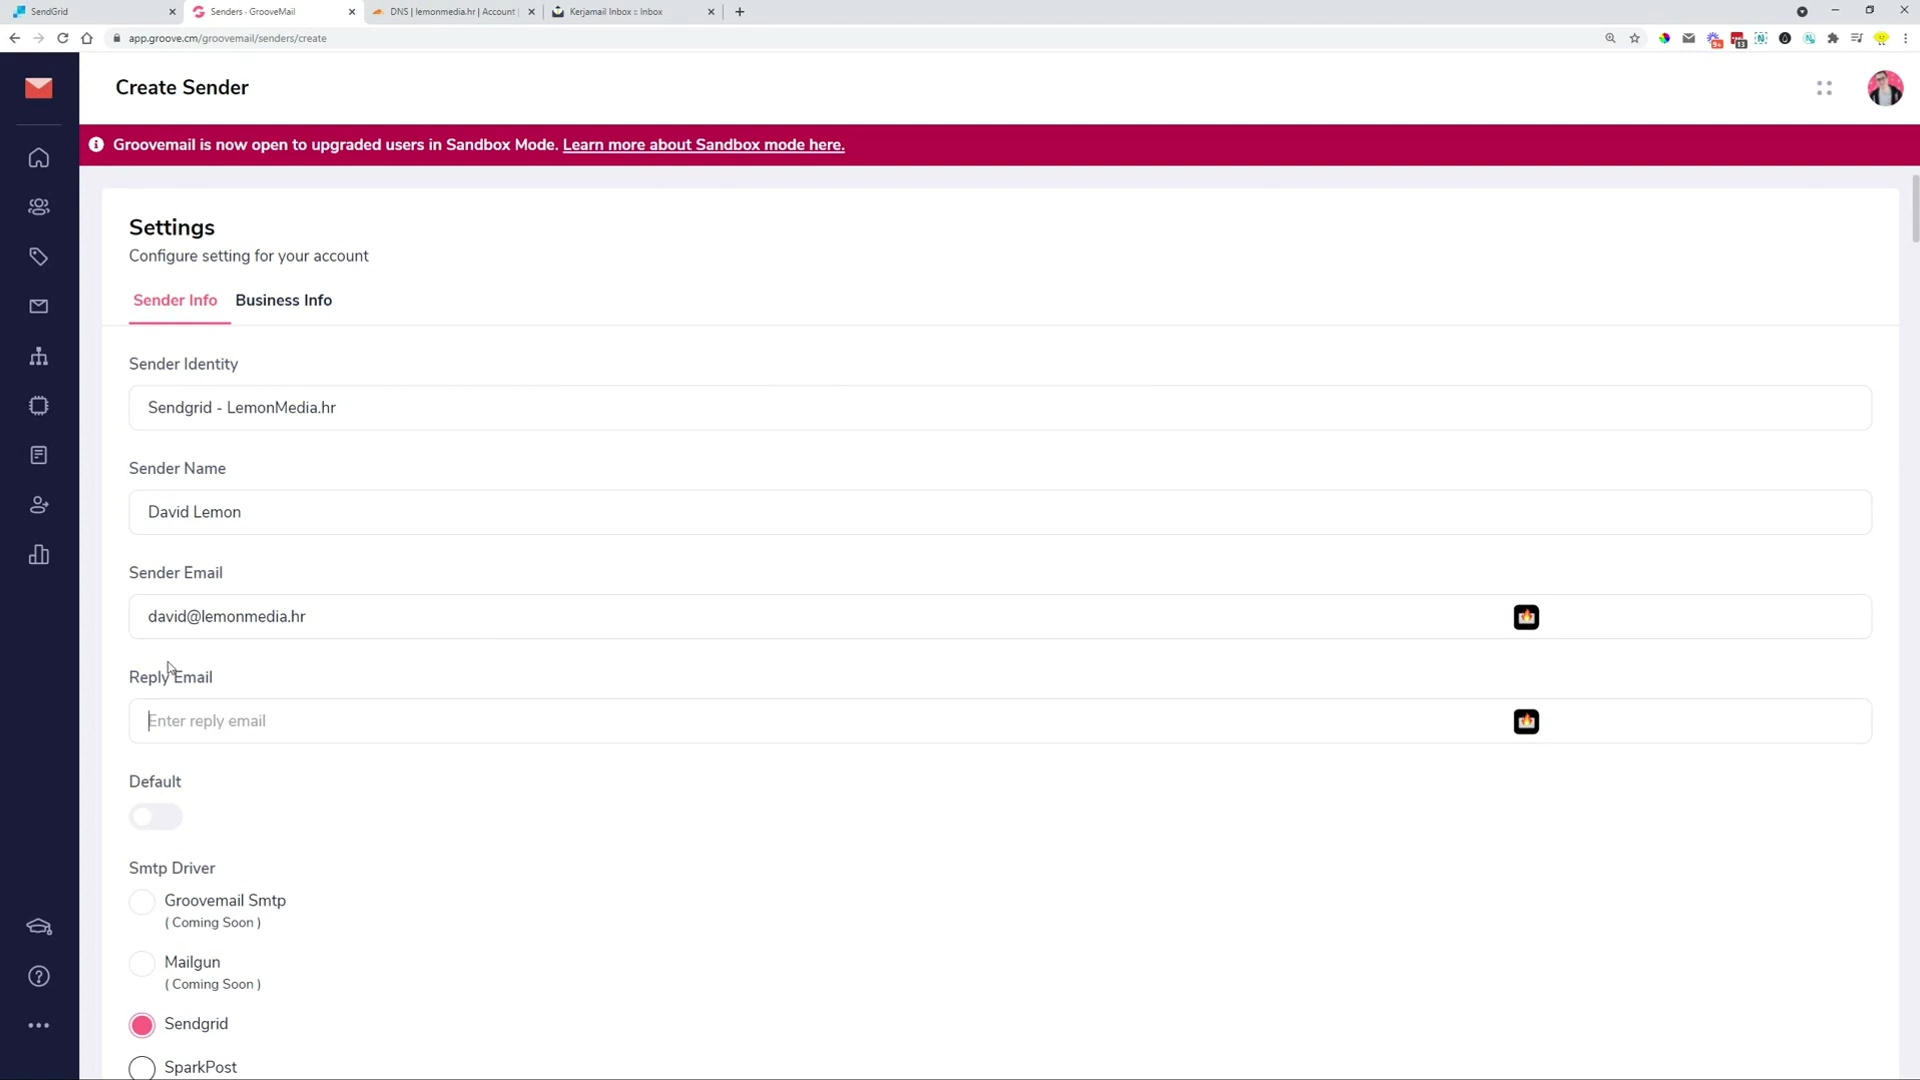 SendGrid
Senders - GrooveMail
DNS | lemonmedia.hr | Account
Kerjamail Inbox :: Inbox
app.groove.cm/groovemail/senders/create
9+
13
Create Sender
Groovemail is now open to upgraded users in Sandbox Mode. Learn more about Sandbox mode here.
Settings
Configure setting for your account
Sender Info Business Info
Sender Identity
Sendgrid - LemonMedia.hr
Sender Name
David Lemon
Sender Email
david@lemonmedia.hr
Reply Email
Enter reply email
Default
Smtp Driver
Groovemail Smtp
( Coming Soon )
Mailgun
( Coming Soon )
Sendgrid
SparkPost